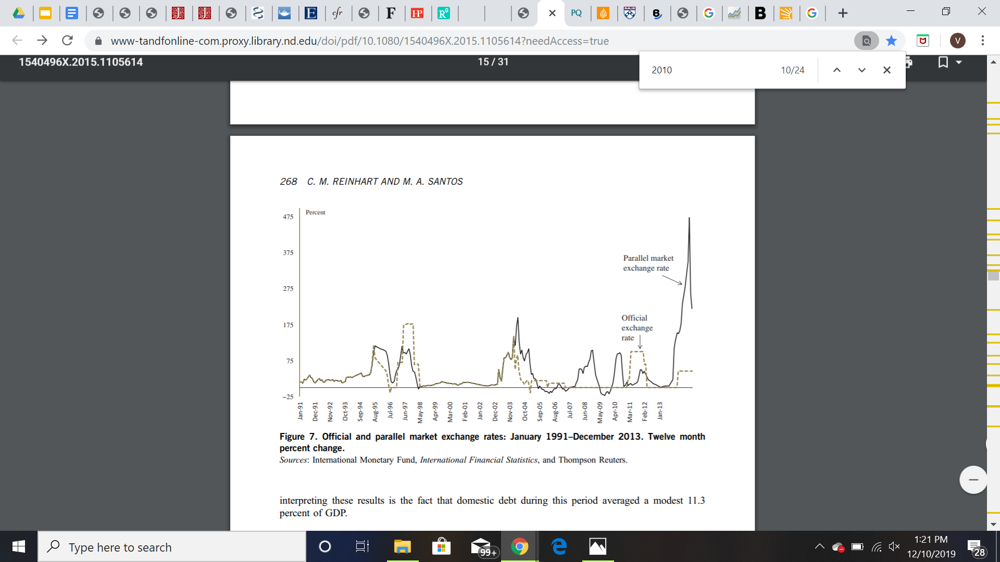 F
cfr
PQ
B
B
www-tandfonline-com.proxy.library.nd.edu/doi/pdf/10.1080/1540496X.2015.1105614?needAccess=true
V
1540496X.2015.1105614
15 / 31
2010
10/24
268 C. M. REINHART AND M. A. SANTOS
Percent
475
375
275
175
75
−25
Parallel market
exchange rate
Official
exchange
rate
Jan-91
Dec-91
Nov-92
Oct-93
Sep-94
Aug-95
Jul-96
Jun-97
May-98
Apr-99
Mar-00
Feb-01
Jan-02
Dec-02
Nov-03
Oct-04
Sep-05
Aug-06
Jul-07
Jun-08
May-09
Apr-10
Mar-11
Feb-12
Jan-13
Figure 7. Official and parallel market exchange rates: January 1991–December 2013. Twelve month
percent change.
Sources: International Monetary Fund, International Financial Statistics, and Thompson Reuters.
interpreting these results is the fact that domestic debt during this period averaged a modest 11.3
percent of GDP.
Type here to search
99+
1:21 PM
12/10/2019
28